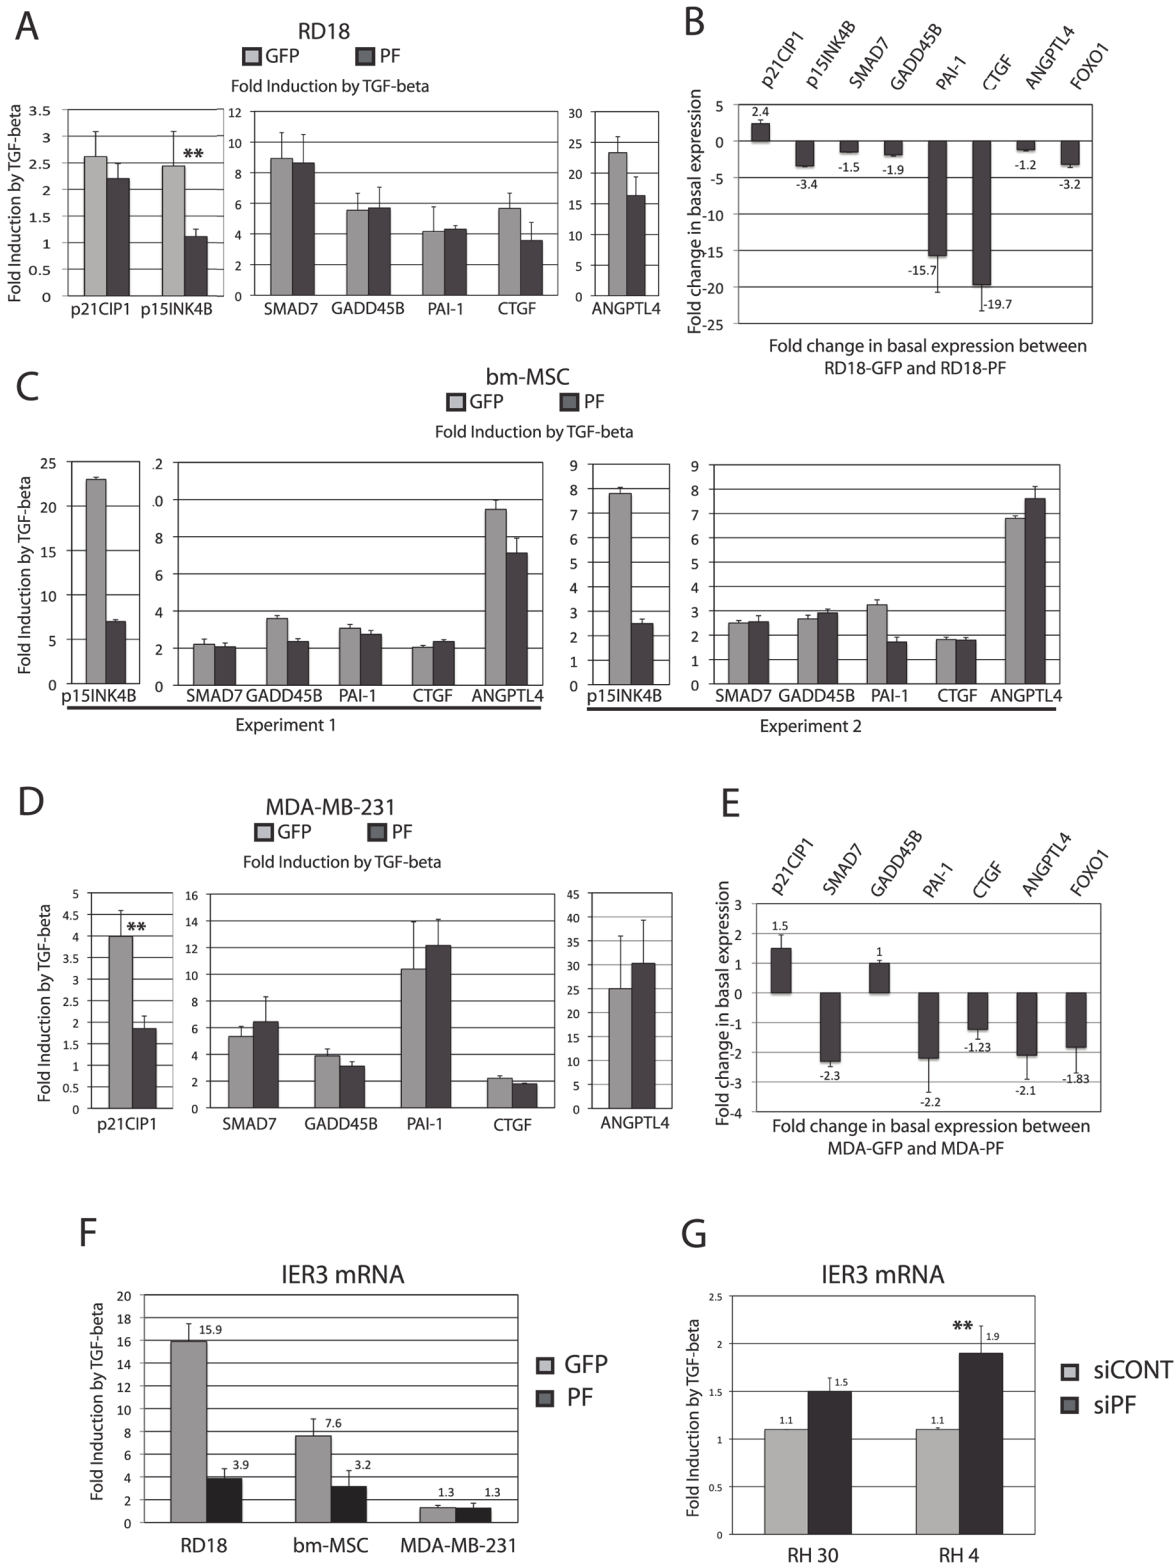 A
RD18
GFP PF
Fold Induction by TGF-beta
Fold Induction by TGF-beta
3.5
3
2.5
2
1.5
1
0.5
0
**
p21CIP1 p15INK4B
12
10
8
6
4
2
0
SMAD7 GADD45B PAI-1 CTGF
30
25
20
15
10
5
0
ANGPTL4
B
p21CIP1 p15INK4B SMAD7 GADD45B PAI-1 CTGF ANGPTL4 FOXO1
Fold change in basal expression
5
0
-5
-10
-15
-20
-25
2.4
-3.4
-1.5
-1.9
-15.7
-19.7
-1.2
-3.2
Fold change in basal expression between
RD18-GFP and RD18-PF
C
bm-MSC
GFP PF
Fold Induction by TGF-beta
Fold Induction by TGF-beta
25
20
15
10
5
0
p15INK4B
.2
.0
8
6
4
2
0
SMAD7 GADD45B PAI-1 CTGF ANGPTL4
Experiment 1
9
8
7
6
5
4
3
2
1
0
p15INK4B
9
8
7
6
5
4
3
2
1
0
SMAD7 GADD45B PAI-1 CTGF ANGPTL4
Experiment 2
D
MDA-MB-231
GFP PF
Fold Induction by TGF-beta
Fold Induction by TGF-beta
5
4.5
4
3.5
3
2.5
2
1.5
1
0.5
0
**
p21CIP1
16
14
12
10
8
6
4
2
0
SMAD7 GADD45B PAI-1 CTGF
45
40
35
30
25
20
15
10
5
0
ANGPTL4
E
p21CIP1 SMAD7 GADD45B PAI-1 CTGF ANGPTL4 FOXO1
Fold change in basal expression
3
2
1
0
-1
-2
-3
-4
1.5
-2.3
1
-2.2
-1.23
-2.1
-1.83
Fold change in basal expression between
MDA-GFP and MDA-PF
F
IER3 mRNA
Fold Induction by TGF-beta
20
18
16
14
12
10
8
6
4
2
0
15.9
3.9
7.6
3.2
1.3
1.3
RD18 bm-MSC MDA-MB-231
GFP
PF
G
IER3 mRNA
Fold Induction by TGF-beta
2.5
2
1.5
1
0.5
0
1.1
1.5
1.1
**
1.9
RH 30 RH 4
siCONT
siPF